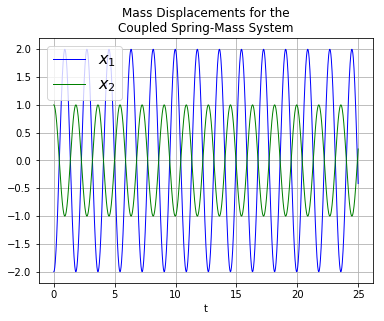 Mass Displacements for the
Coupled Spring-Mass System
x₁
x₂
2.0
1.5
1.0
0.5
0.0
−0.5
−1.0
−1.5
−2.0
0 5 10 15 20 25
t